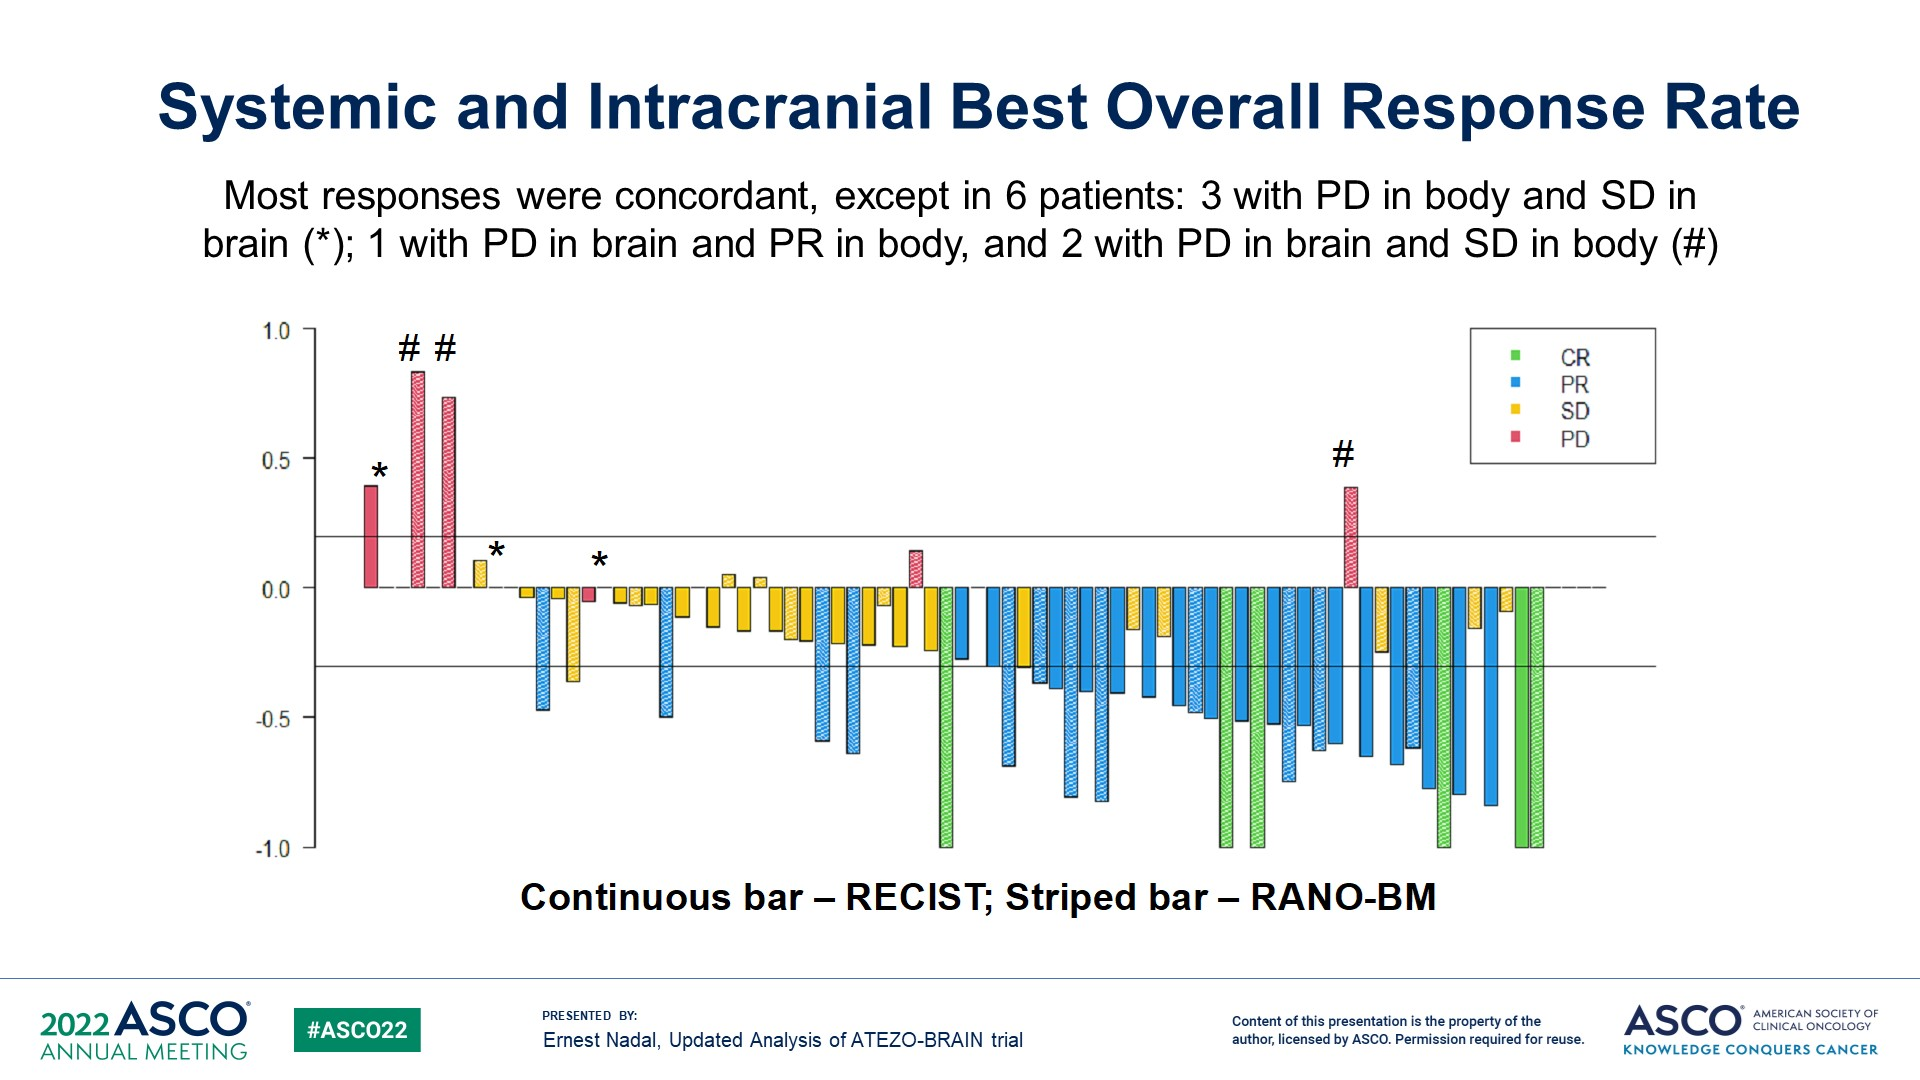 Systemic and Intracranial Best Overall Response Rate
Most responses were concordant, except in 6 patients: 3 with PD in body and SD in
brain (*); 1 with PD in brain and PR in body, and 2 with PD in brain and SD in body (#)
1.0
0.5
0.0
-0.5
-1.0
# #
*
*
*
#
CR
PR
SD
PD
Continuous bar – RECIST; Striped bar – RANO-BM
2022 ASCO®
ANNUAL MEETING
#ASCO22
PRESENTED BY:
Ernest Nadal, Updated Analysis of ATEZO-BRAIN trial
Content of this presentation is the property of the
author, licensed by ASCO. Permission required for reuse.
ASCO® AMERICAN SOCIETY OF
CLINICAL ONCOLOGY
KNOWLEDGE CONQUERS CANCER